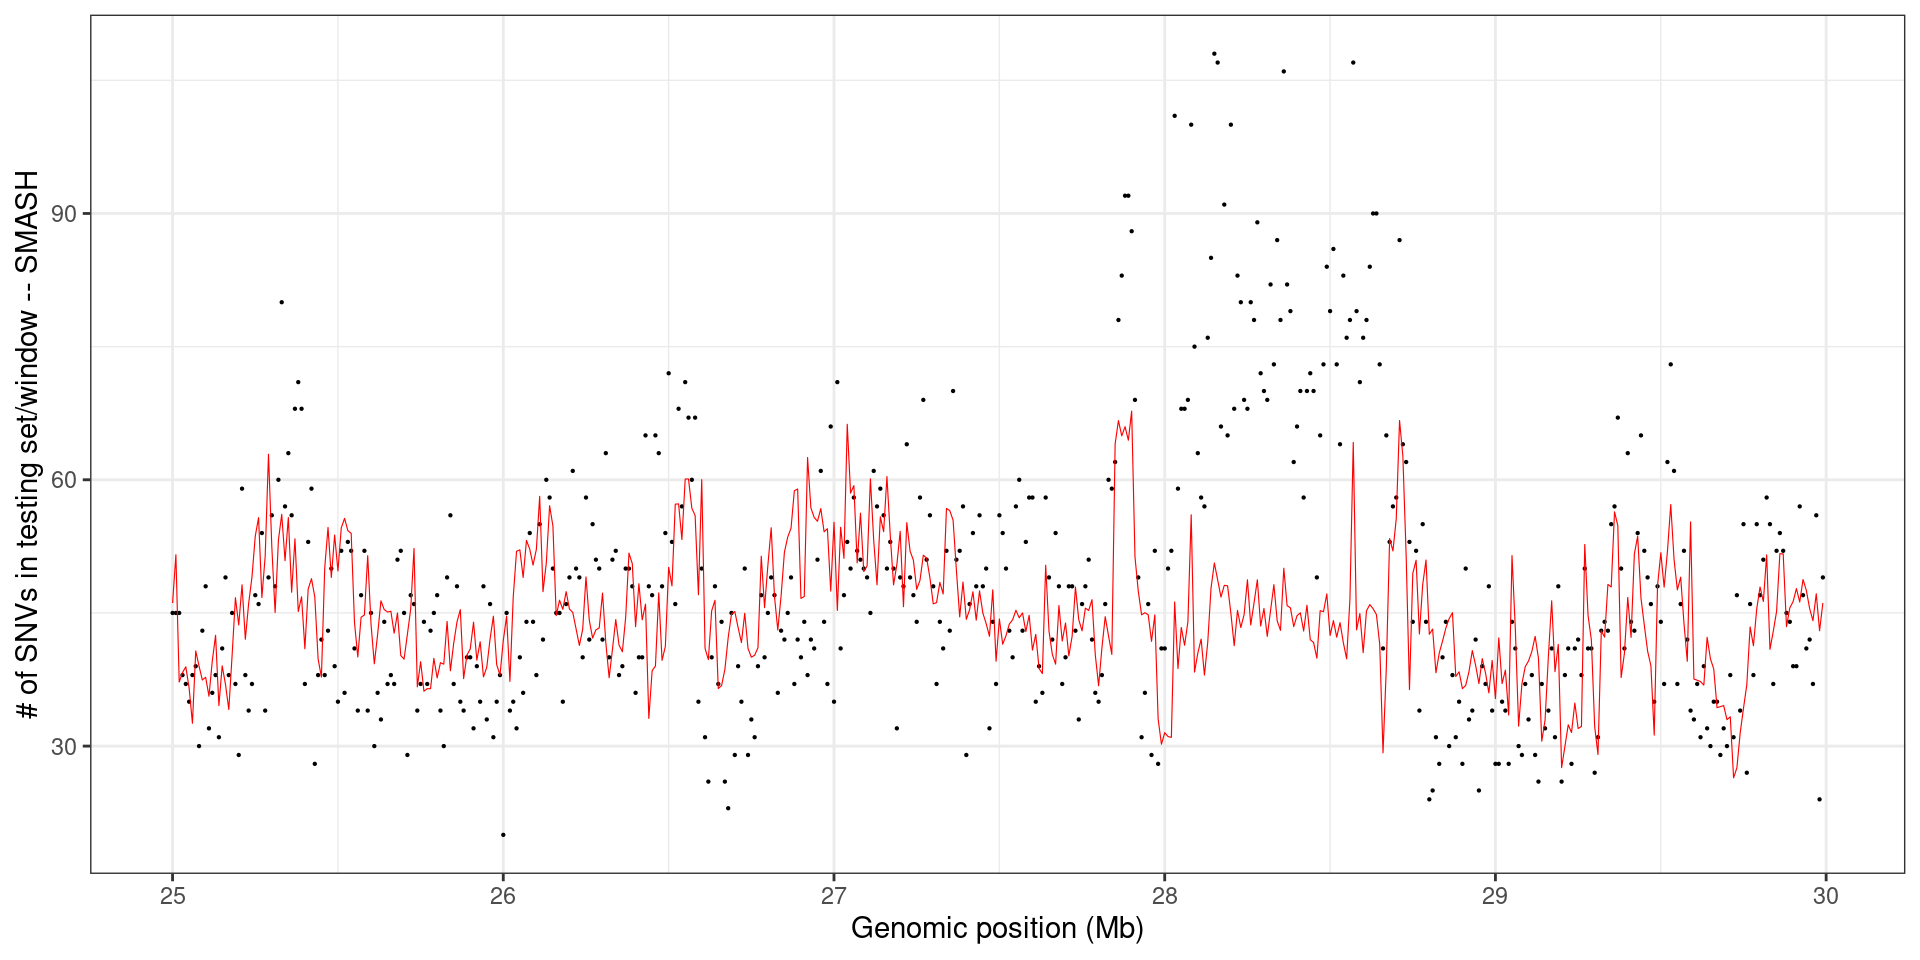 # of SNVs in testing set/window -- SMASH
90
60
30
25 26 27 28 29 30
Genomic position (Mb)